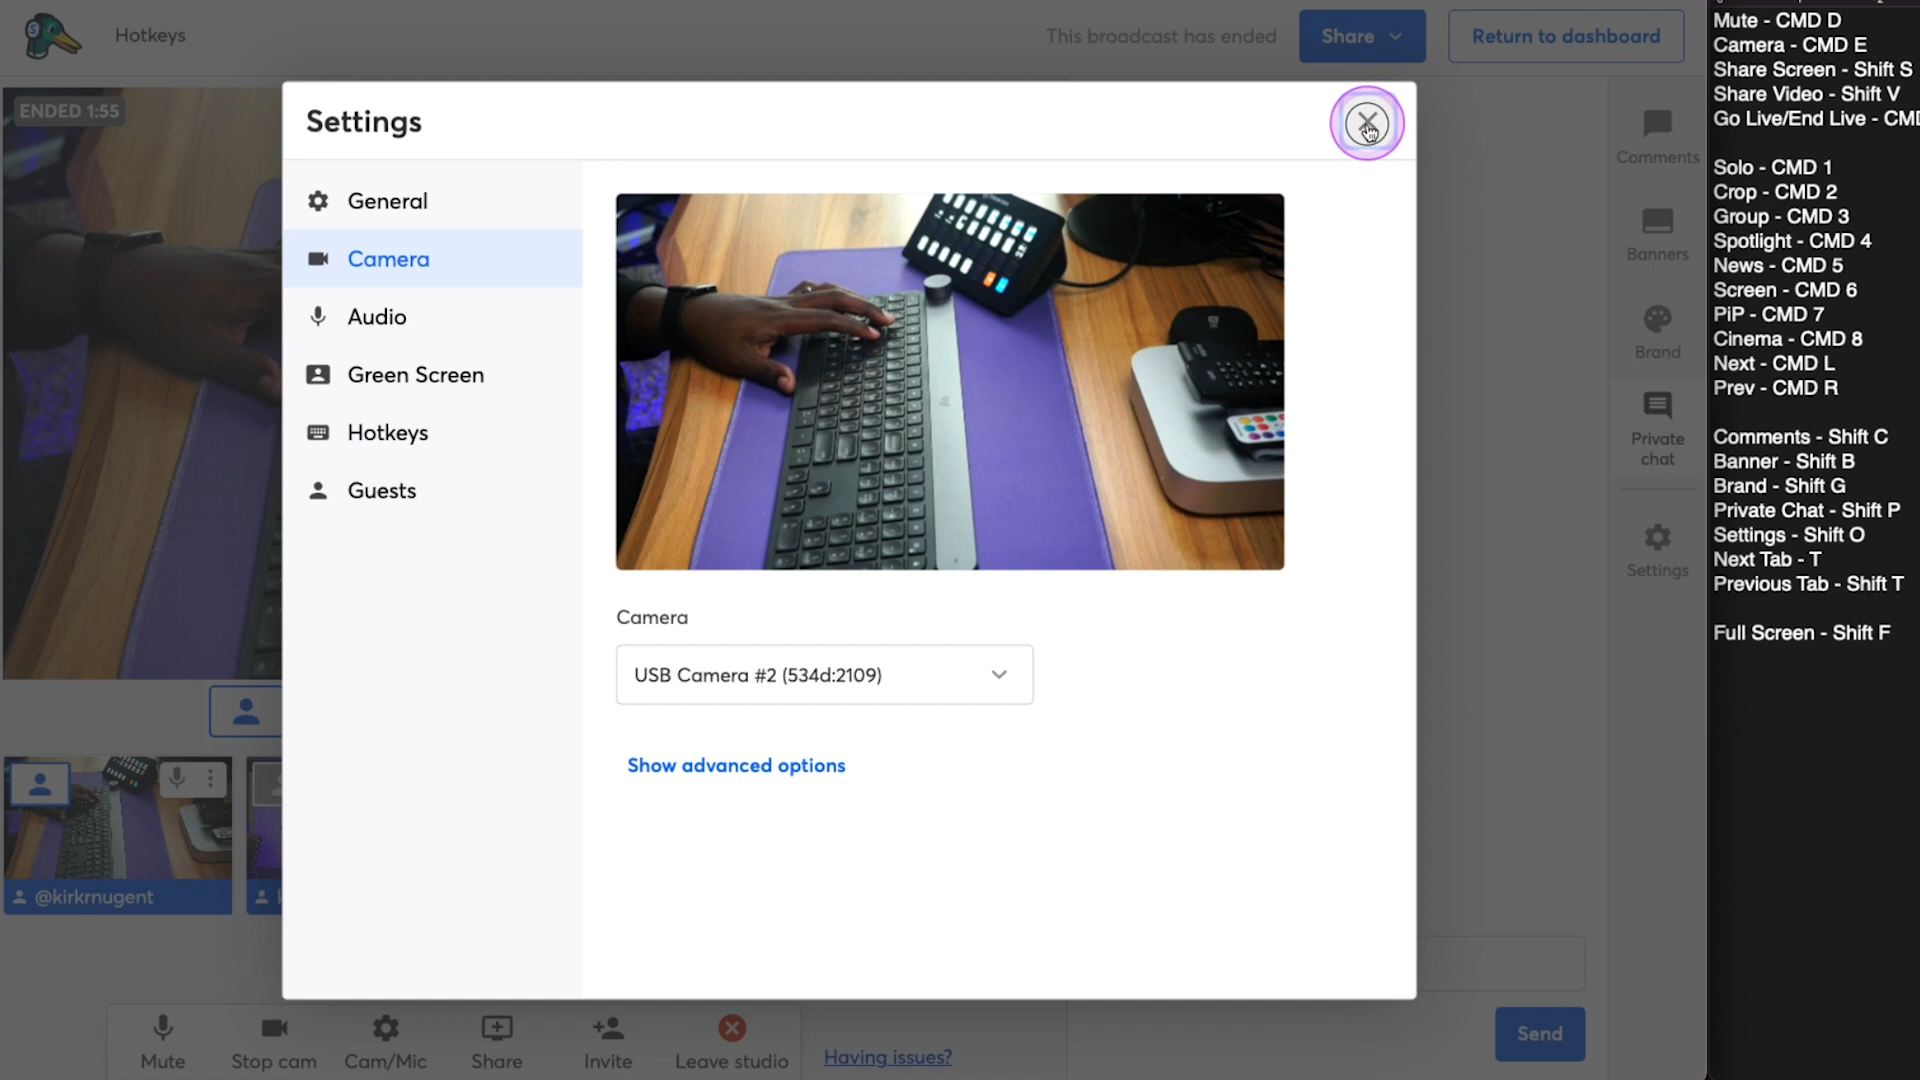 Hotkeys
This broadcast has ended
Share
Return to dashboard
ENDED 1:55
Settings
General
Camera
Audio
Green Screen
Hotkeys
Guests
Camera
USB Camera #2 (534d:2109)
Show advanced options
Comments
Banners
Brand
Private
chat
Settings
@kirkrnugent
Mute
Stop cam
Cam/Mic
Share
Invite
Leave studio
Having issues?
Send
Mute - CMD D
Camera - CMD E
Share Screen - Shift S
Share Video - Shift V
Go Live/End Live - CMD
Solo - CMD 1
Crop - CMD 2
Group - CMD 3
Spotlight - CMD 4
News - CMD 5
Screen - CMD 6
PiP - CMD 7
Cinema - CMD 8
Next - CMD L
Prev - CMD R
Comments - Shift C
Banner - Shift B
Brand - Shift G
Private Chat - Shift P
Settings - Shift O
Next Tab - T
Previous Tab - Shift T
Full Screen - Shift F